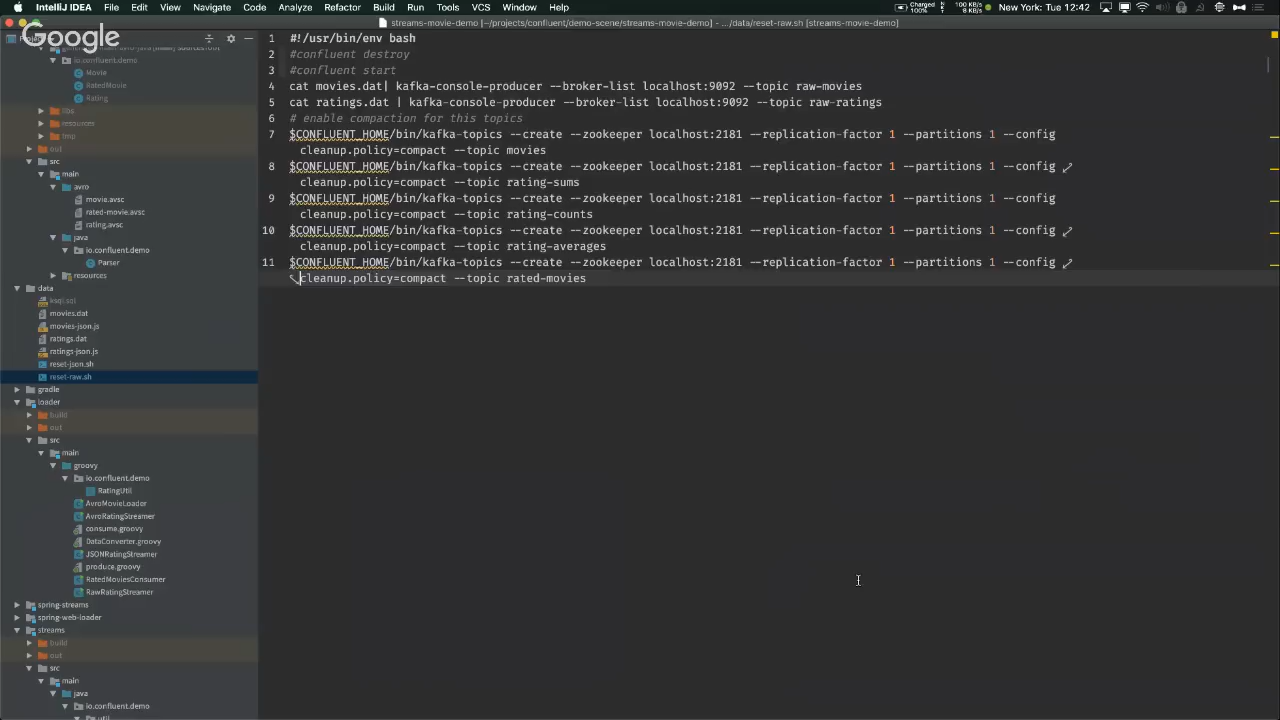 IntelliJ IDEA File Edit View Navigate Code Analyze Refactor Build Run Tools VCS Window Help Charged 100% New York: Tue 12:42
streams-movie-demo [~/projects/confluent/demo-scene/streams-movie-demo] - .../data/reset-raw.sh [streams-movie-demo]
Google
io.confluent.demo
Movie
RatedMovie
Rating
libs
resources
tmp
out
src
main
avro
movie.avsc
rated-movie.avsc
rating.avsc
java
io.confluent.demo
Parser
resources
data
ksql.sql
movies.dat
movies-json.js
ratings.dat
ratings-json.js
reset-json.sh
reset-raw.sh
gradle
loader
build
out
src
main
groovy
io.confluent.demo
RatingUtil
AvroMovieLoader
AvroRatingStreamer
consume.groovy
DataConverter.groovy
JSONRatingStreamer
produce.groovy
RatedMoviesConsumer
RawRatingStreamer
spring-streams
spring-web-loader
streams
build
out
src
main
java
io.confluent.demo
util
1 #!/usr/bin/env bash
2 #confluent destroy
3 #confluent start
4 cat movies.dat| kafka-console-producer --broker-list localhost:9092 --topic raw-movies
5 cat ratings.dat | kafka-console-producer --broker-list localhost:9092 --topic raw-ratings
6 # enable compaction for this topics
7 $CONFLUENT_HOME/bin/kafka-topics --create --zookeeper localhost:2181 --replication-factor 1 --partitions 1 --config
cleanup.policy=compact --topic movies
8 $CONFLUENT_HOME/bin/kafka-topics --create --zookeeper localhost:2181 --replication-factor 1 --partitions 1 --config
cleanup.policy=compact --topic rating-sums
9 $CONFLUENT_HOME/bin/kafka-topics --create --zookeeper localhost:2181 --replication-factor 1 --partitions 1 --config
cleanup.policy=compact --topic rating-counts
10 $CONFLUENT_HOME/bin/kafka-topics --create --zookeeper localhost:2181 --replication-factor 1 --partitions 1 --config
cleanup.policy=compact --topic rating-averages
11 $CONFLUENT_HOME/bin/kafka-topics --create --zookeeper localhost:2181 --replication-factor 1 --partitions 1 --config
cleanup.policy=compact --topic rated-movies